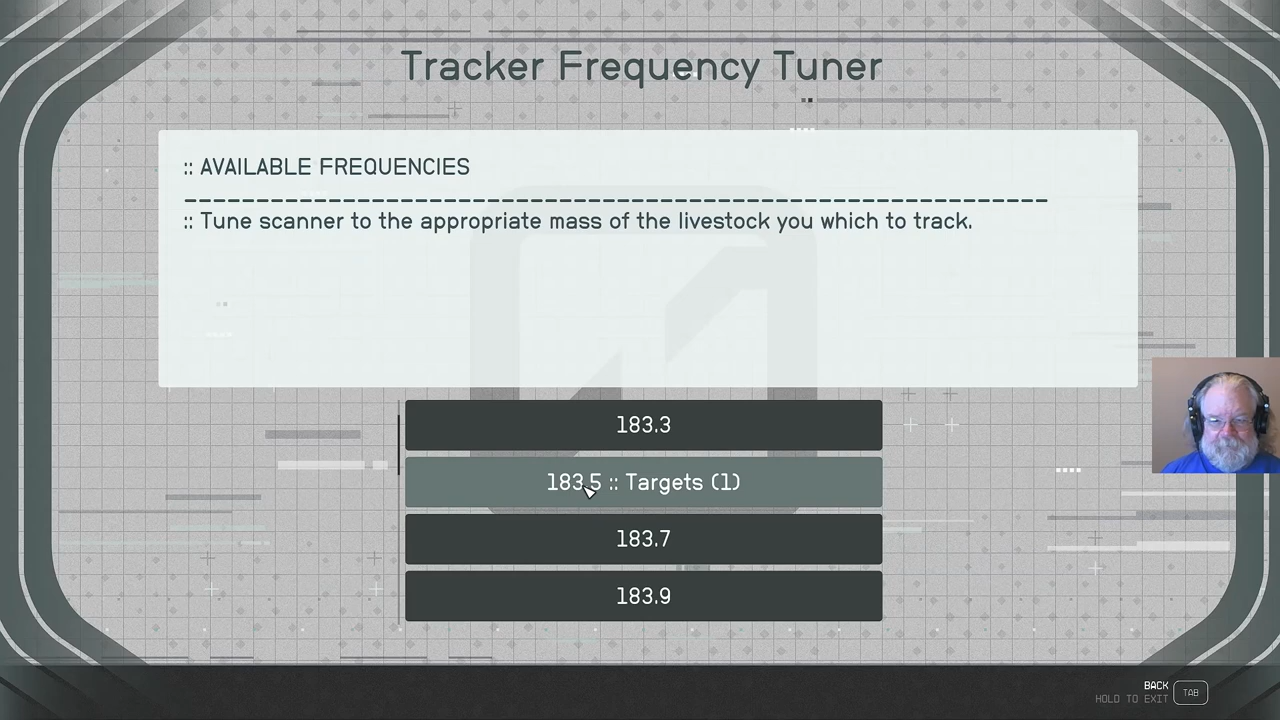 Tracker Frequency Tuner
:: AVAILABLE FREQUENCIES
:: Tune scanner to the appropriate mass of the livestock you which to track.
183.3
183.5 :: Targets (1)
183.7
183.9
BACK
HOLD TO EXIT TAB